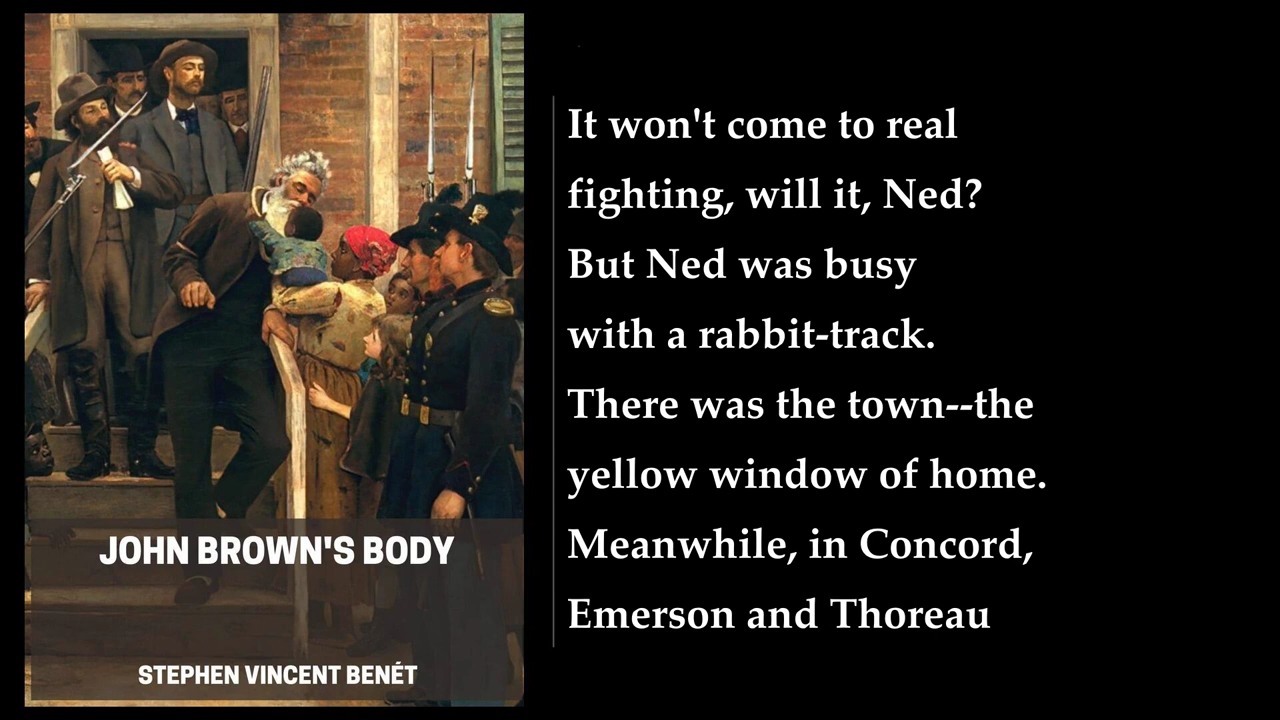 JOHN BROWN'S BODY
STEPHEN VINCENT BENÉT
It won't come to real
fighting, will it, Ned?
But Ned was busy
with a rabbit-track.
There was the town--the
yellow window of home.
Meanwhile, in Concord,
Emerson and Thoreau